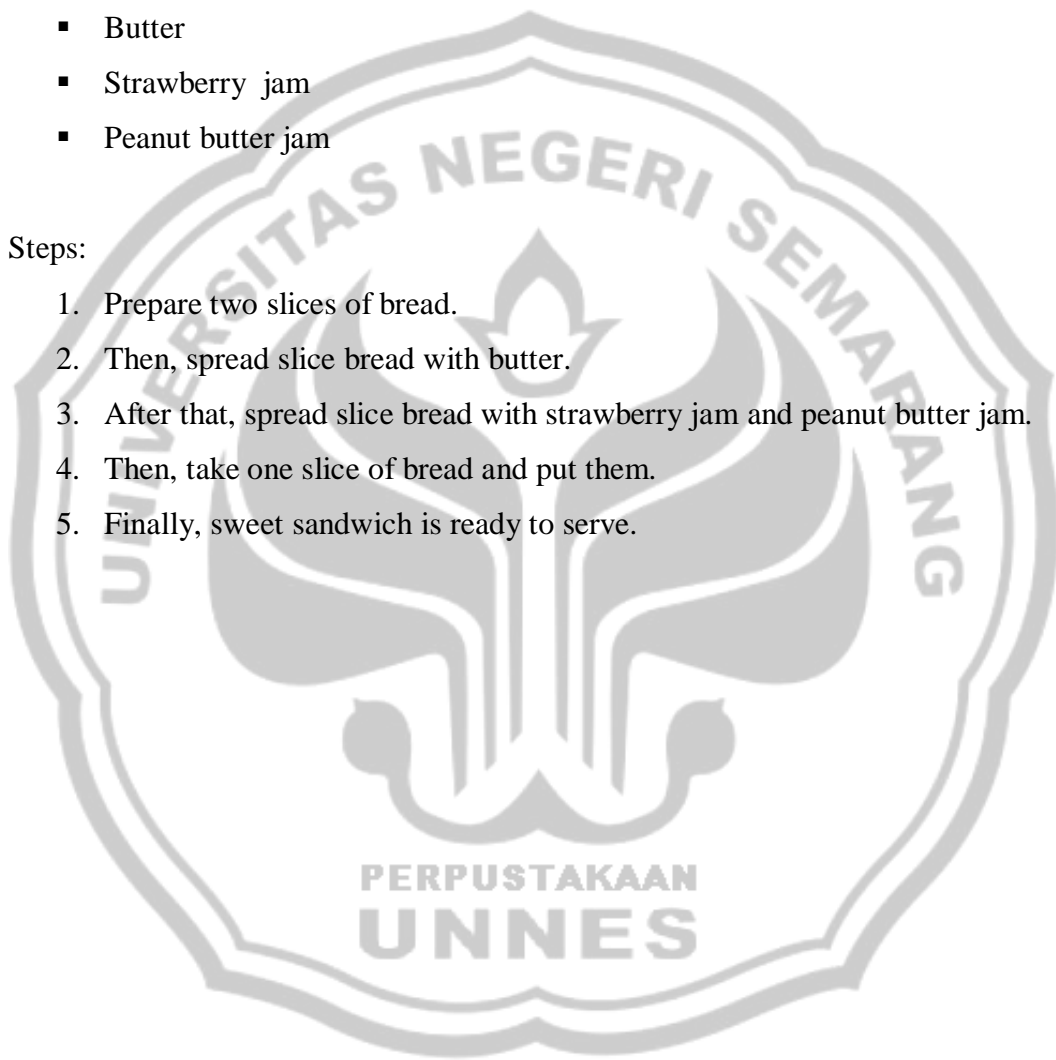 ▪ Butter
▪ Strawberry jam
▪ Peanut butter jam
Steps:
1. Prepare two slices of bread.
2. Then, spread slice bread with butter.
3. After that, spread slice bread with strawberry jam and peanut butter jam.
4. Then, take one slice of bread and put them.
5. Finally, sweet sandwich is ready to serve.
UNIVERSITAS NEGERI SEMARANG
PERPUSTAKAAN
UNNES